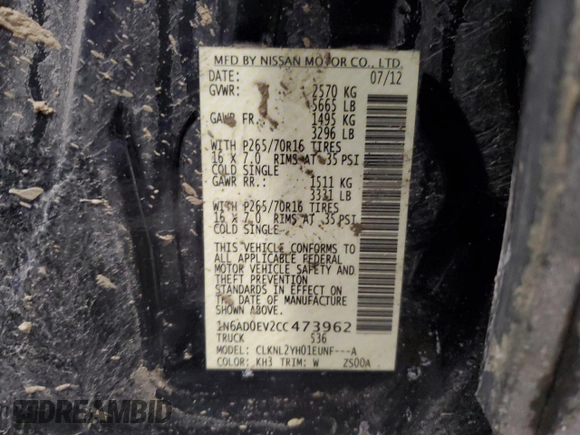 MFD BY NISSAN MOTOR CO., LTD.
DATE: 07/12
GVWR: 2570 KG
5665 LB
GAWR FR.: 1495 KG
3296 LB
WITH P265/70R16 TIRES
16 X 7.0 RIMS AT 35 PSI
COLD SINGLE
GAWR RR.: 1511 KG
3331 LB
WITH P265/70R16 TIRES
16 X 7.0 RIMS AT 35 PSI
COLD SINGLE
THIS VEHICLE CONFORMS TO
ALL APPLICABLE FEDERAL
MOTOR VEHICLE SAFETY AND
THEFT PREVENTION
STANDARDS IN EFFECT ON
THE DATE OF MANUFACTURE
SHOWN ABOVE.
1N6AD0EV2CC473962
TRUCK 536
MODEL: CLKNL2YH01EUNF---A
COLOR: KH3 TRIM: W ZS00A
DREAMBID